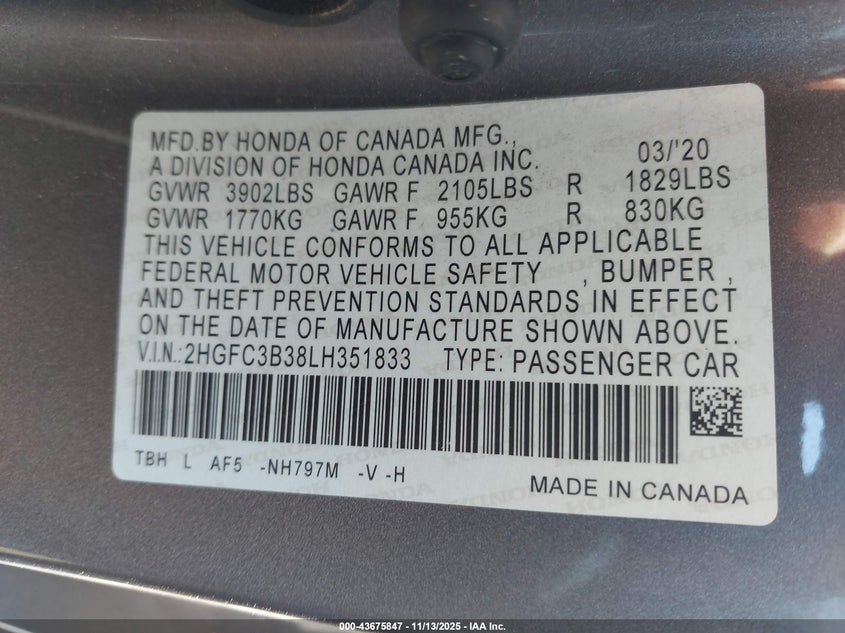 MFD.BY HONDA OF CANADA MFG.,
A DIVISION OF HONDA CANADA INC. 03/'20
GVWR 3902LBS GAWR F 2105LBS R 1829LBS
GVWR 1770KG GAWR F 955KG R 830KG
THIS VEHICLE CONFORMS TO ALL APPLICABLE
FEDERAL MOTOR VEHICLE SAFETY , BUMPER ,
AND THEFT PREVENTION STANDARDS IN EFFECT
ON THE DATE OF MANUFACTURE SHOWN ABOVE.
V.I.N.:2HGFC3B38LH351833 TYPE: PASSENGER CAR
TBH L AF5 -NH797M -V -H
MADE IN CANADA
000-43675847 - 11/13/2025 - IAA Inc.